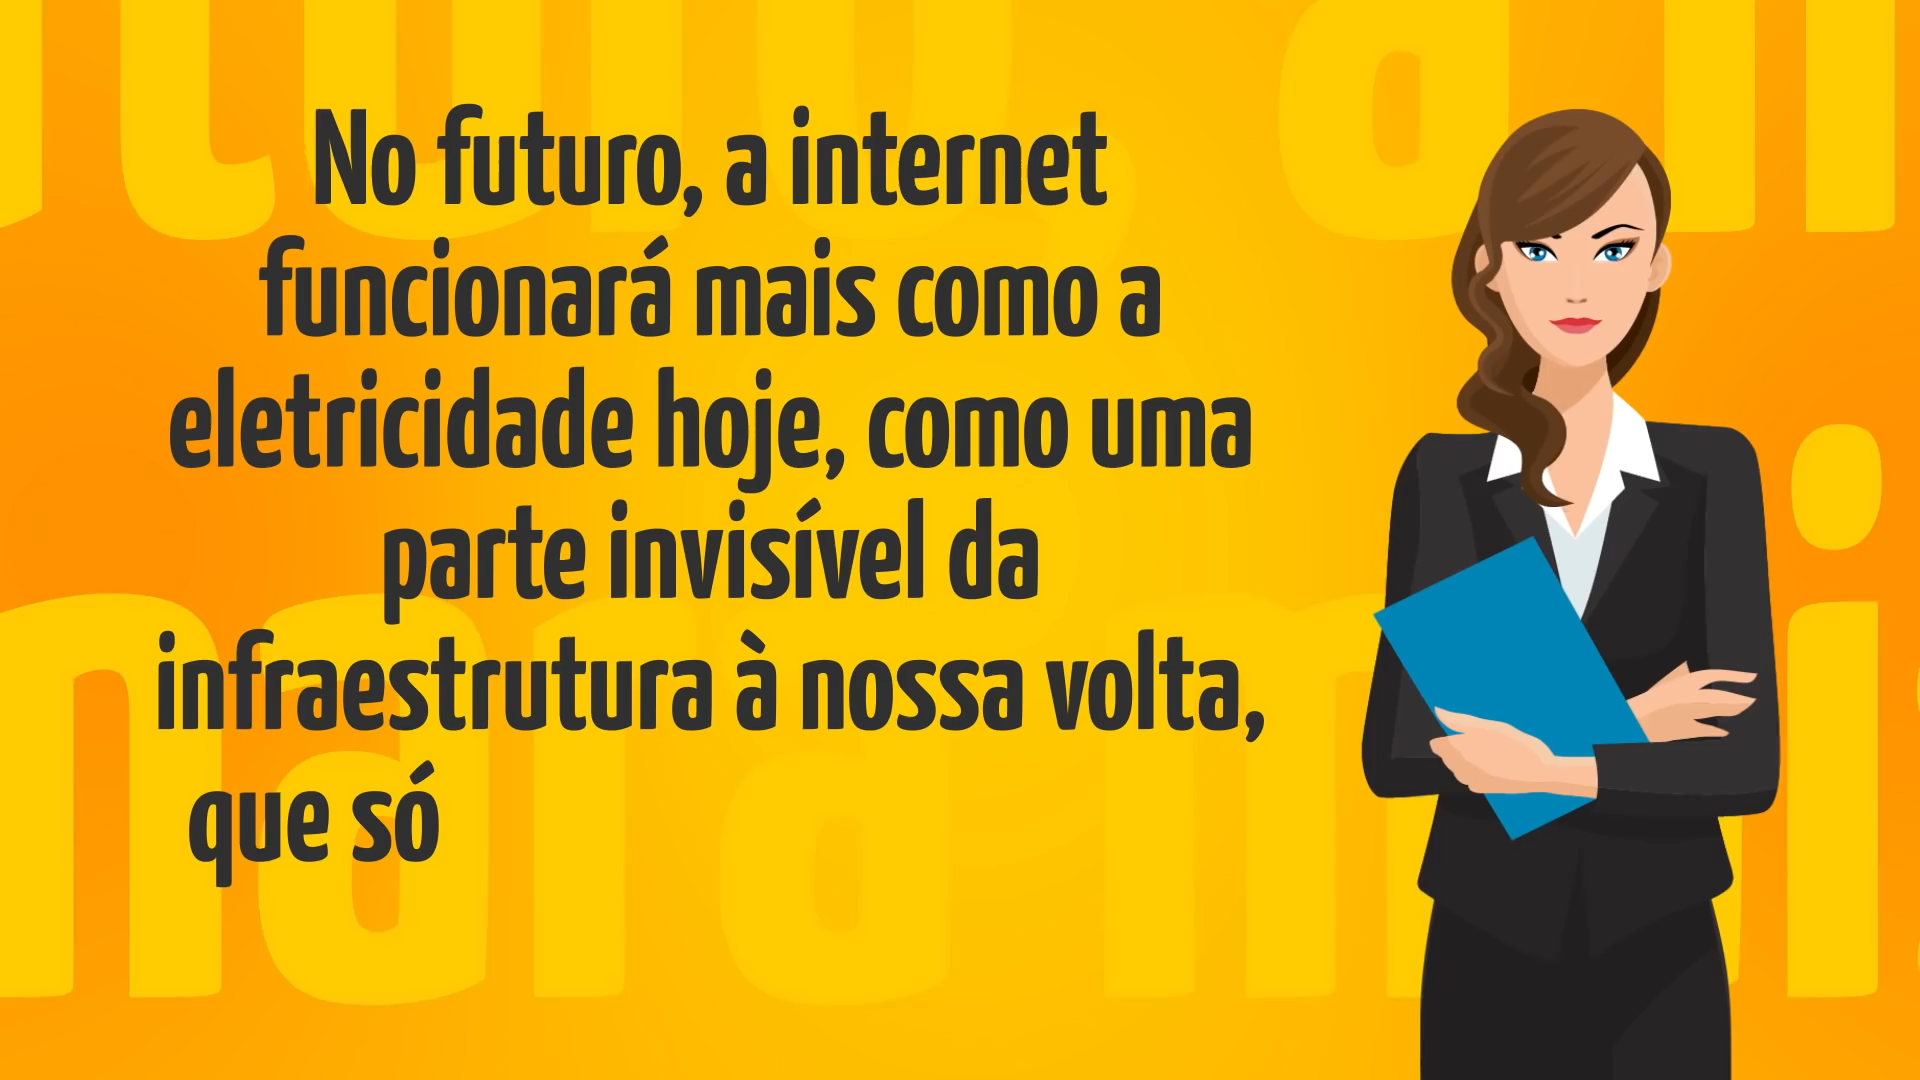 No futuro, a internet
funcionará mais como a
eletricidade hoje, como uma
parte invisível da
infraestrutura à nossa volta,
que só